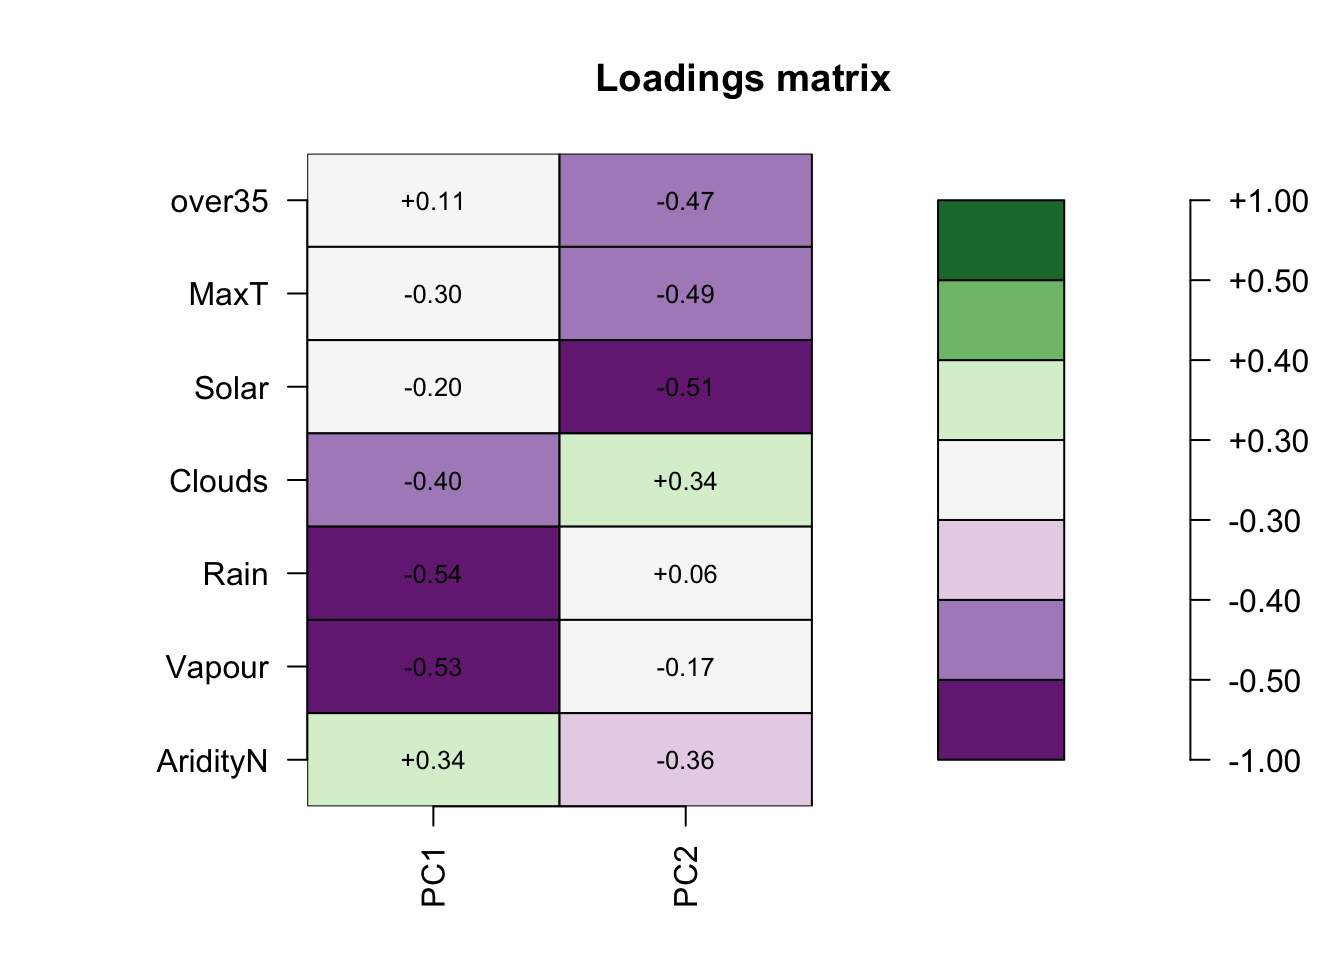 Loadings matrix
over35 +0.11 -0.47 +1.00
+0.50
MaxT -0.30 -0.49
+0.40
Solar -0.20 -0.51
+0.30
Clouds -0.40 +0.34
-0.30
Rain -0.54 +0.06
-0.40
Vapour -0.53 -0.17
-0.50
AridityN +0.34 -0.36 -1.00
PC1 PC2